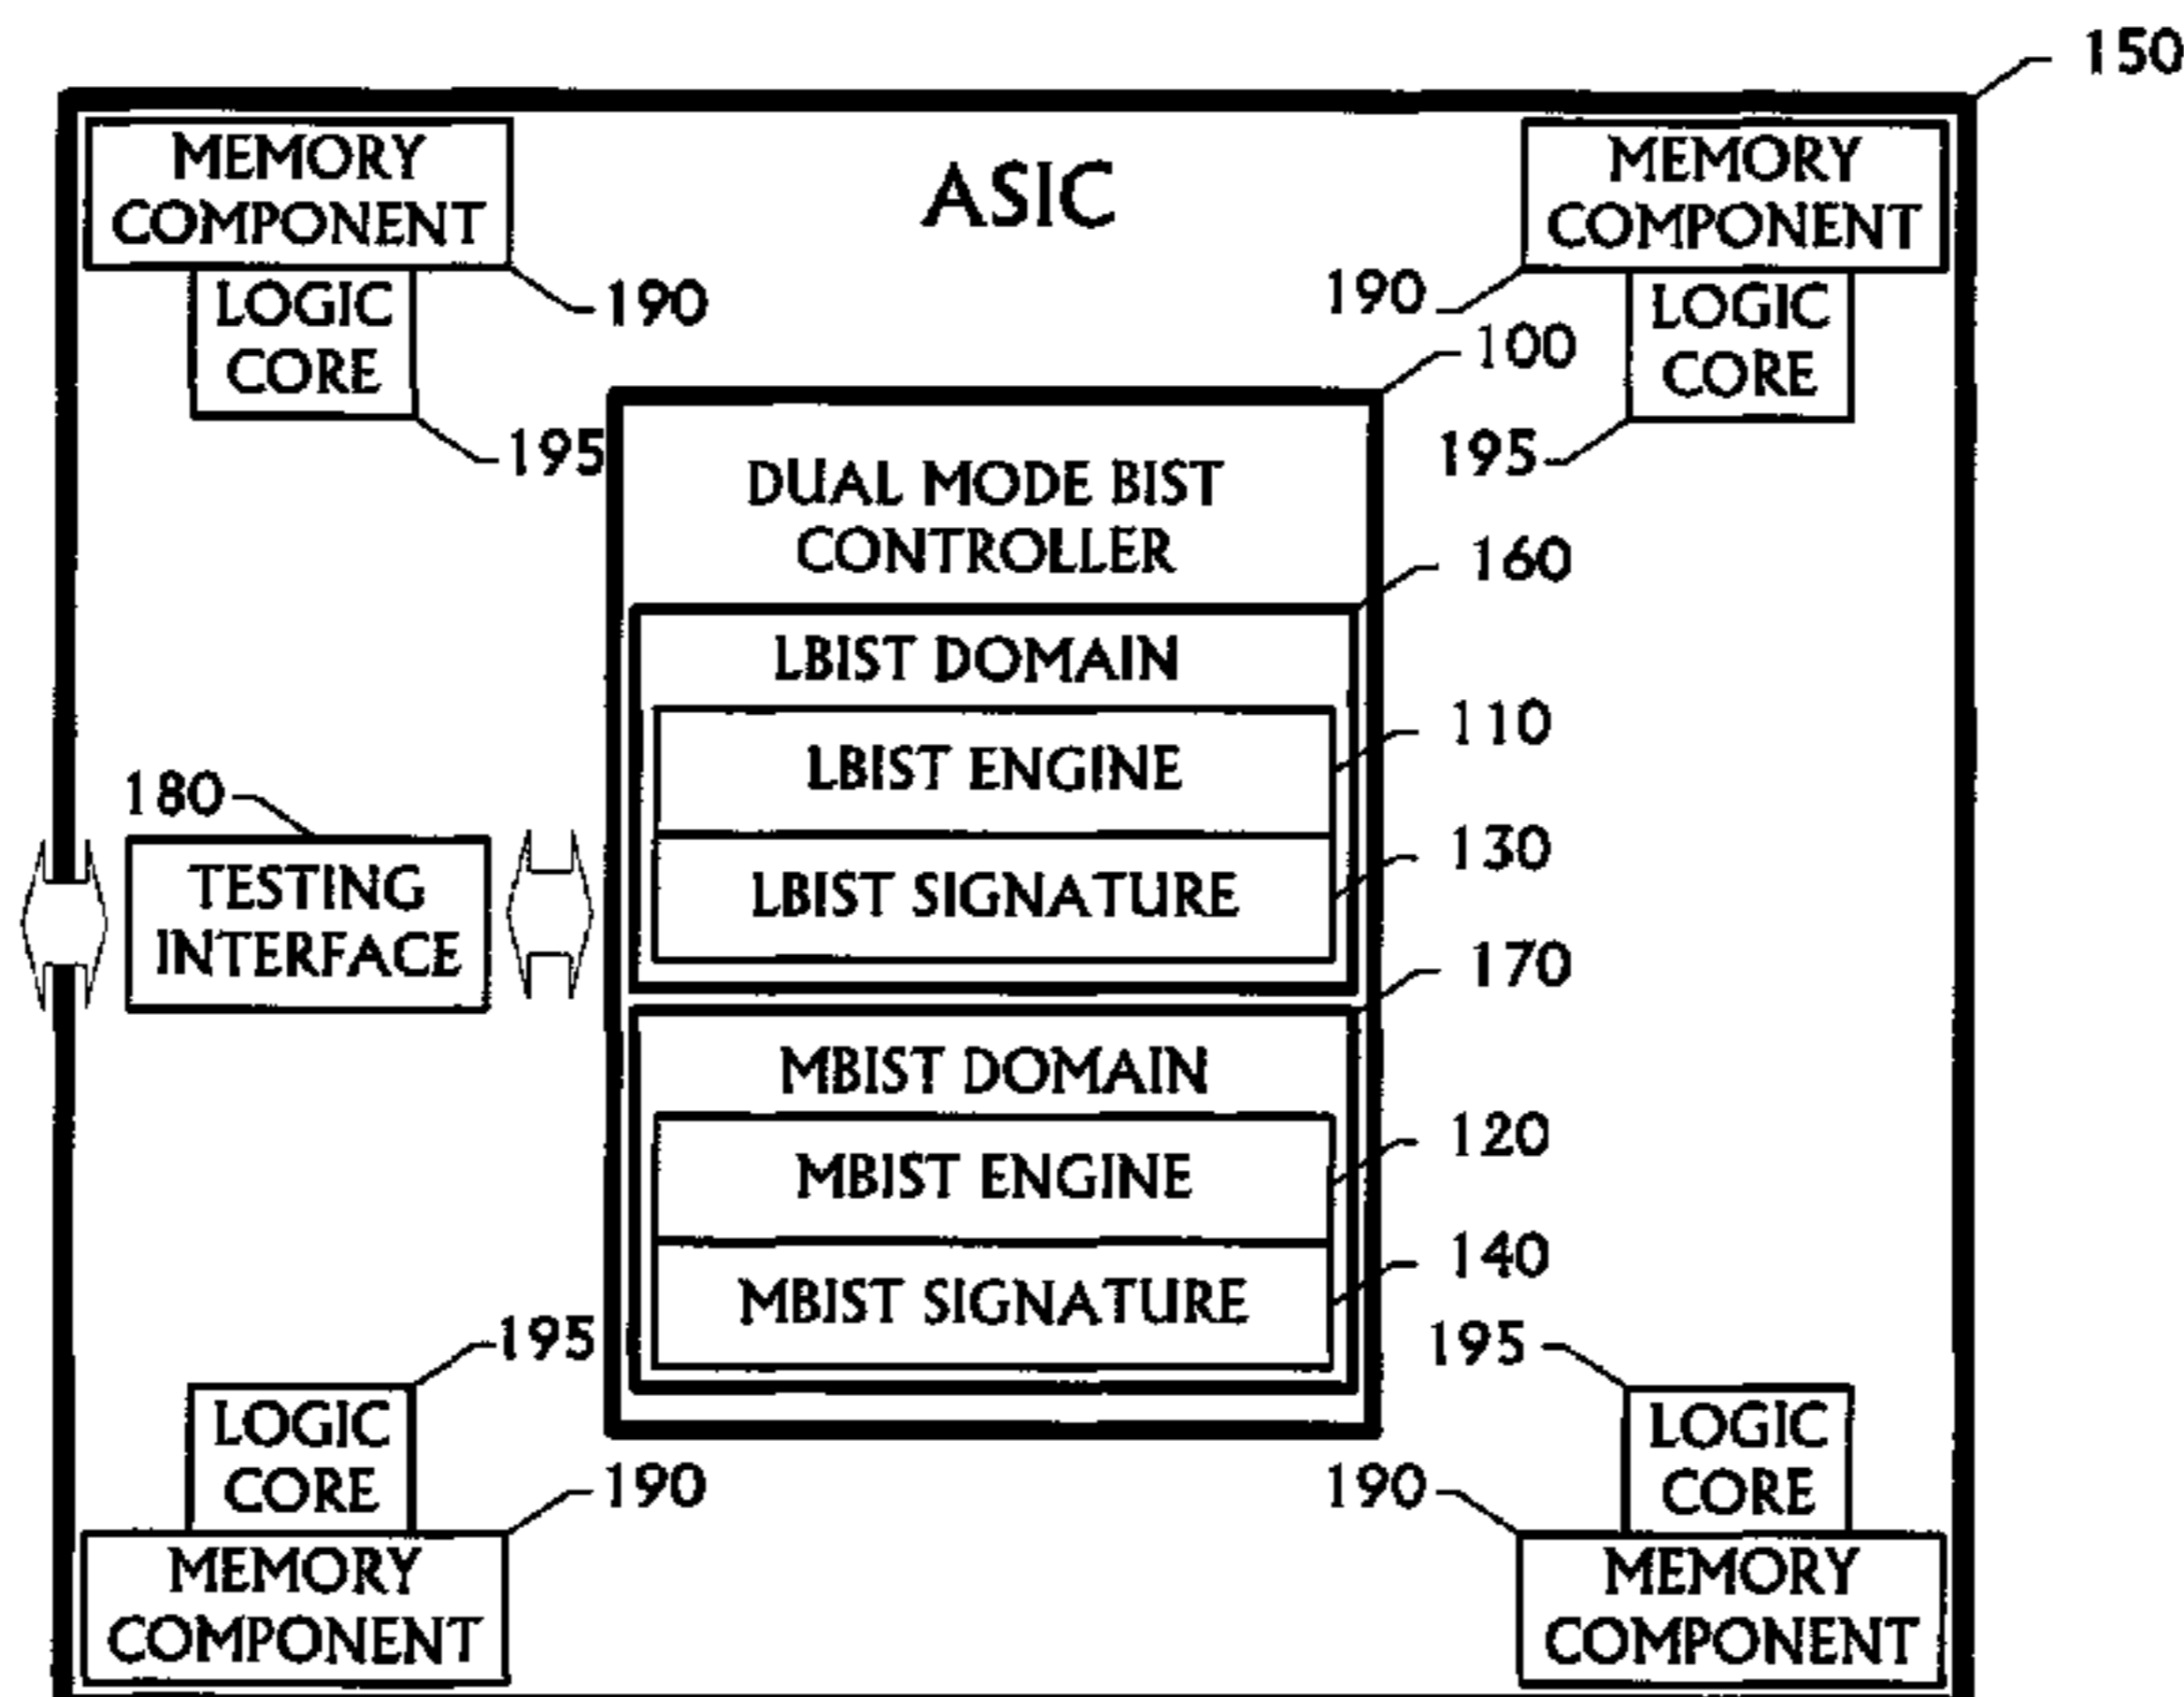 150
MEMORY
COMPONENT
ASIC
MEMORY
COMPONENT
190
LOGIC
CORE
195
190
LOGIC
CORE
195
100
DUAL MODE BIST
CONTROLLER
160
LBIST DOMAIN
LBIST ENGINE
110
LBIST SIGNATURE
130
180
TESTING
INTERFACE
170
MBIST DOMAIN
MBIST ENGINE
120
MBIST SIGNATURE
140
195
LOGIC
CORE
190
MEMORY
COMPONENT
195
LOGIC
CORE
190
MEMORY
COMPONENT